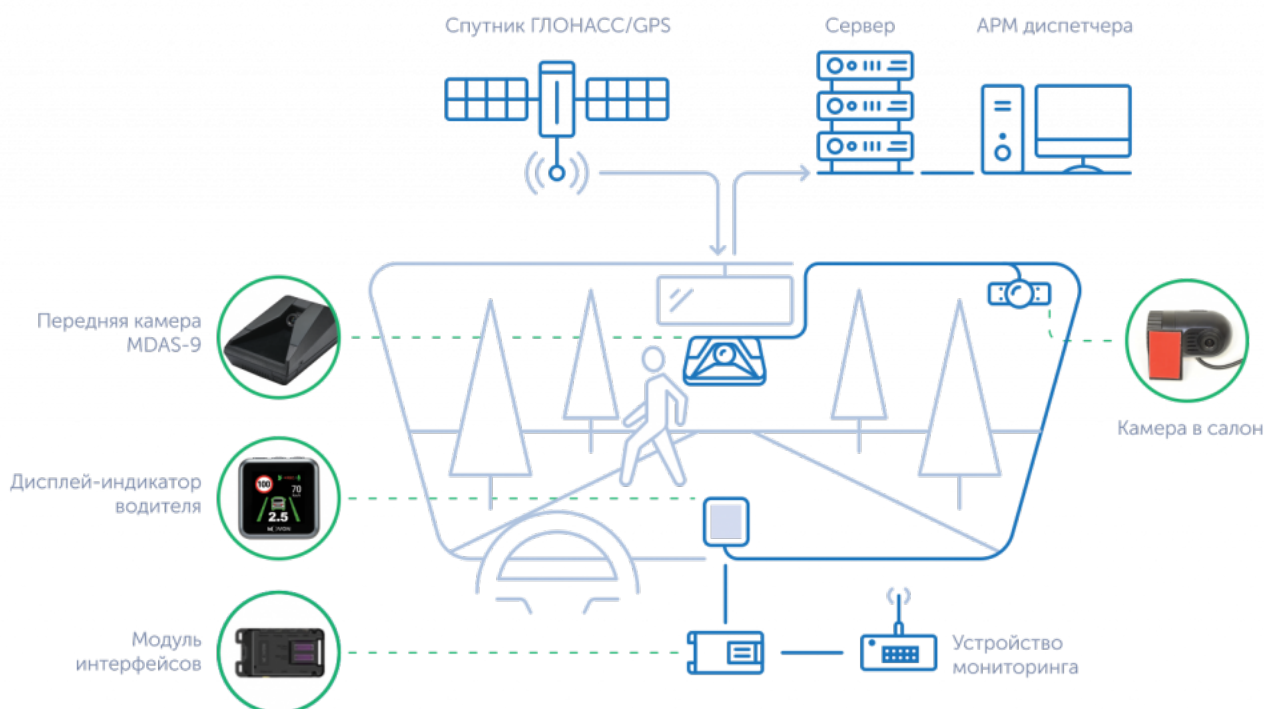 Спутник ГЛОНАСС/GPS
Сервер
АРМ диспетчера
Передняя камера
MDAS-9
Камера в салон
Дисплей-индикатор
водителя
100
70
2.5
Модуль
интерфейсов
Устройство
мониторинга